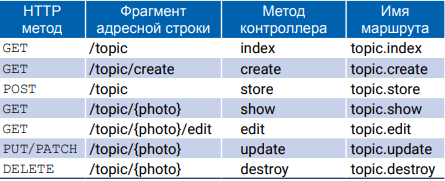 HTTP метод Фрагмент адресной строки Метод контроллера Имя маршрута
GET /topic index topic.index
GET /topic/create create topic.create
POST /topic store topic.store
GET /topic/{photo} show topic.show
GET /topic/{photo}/edit edit topic.edit
PUT/PATCH /topic/{photo} update topic.update
DELETE /topic/{photo} destroy topic.destroy